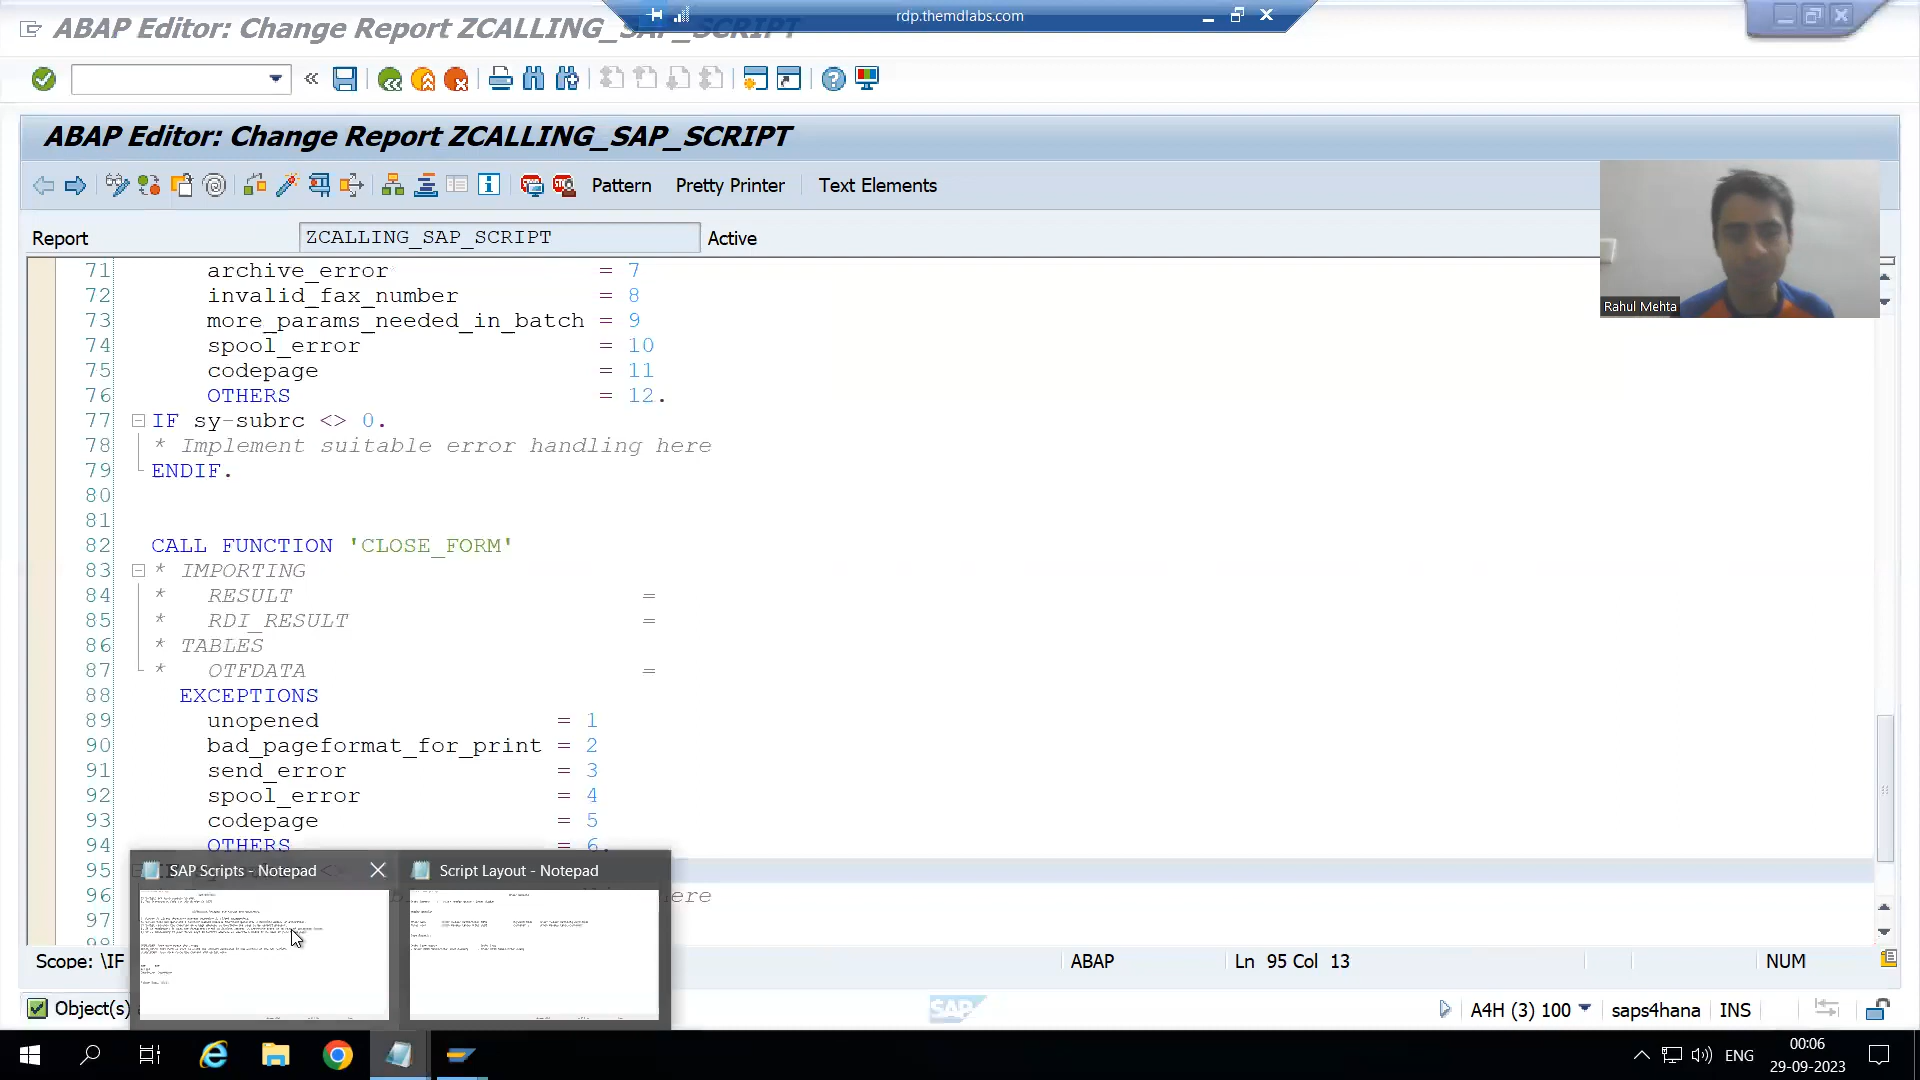 ABAP Editor: Change Report ZCALLING_SAP_SCRIPT
rdp.themdlabs.com
ABAP Editor: Change Report ZCALLING_SAP_SCRIPT
Pattern Pretty Printer Text Elements
Report ZCALLING_SAP_SCRIPT Active
Rahul Mehta
71 archive_error = 7
72 invalid_fax_number = 8
73 more_params_needed_in_batch = 9
74 spool_error = 10
75 codepage = 11
76 OTHERS = 12.
77 IF sy-subrc <> 0.
78 * Implement suitable error handling here
79 ENDIF.
80
81
82 CALL FUNCTION 'CLOSE_FORM'
83 * IMPORTING
84 * RESULT =
85 * RDI_RESULT =
86 * TABLES
87 * OTFDATA =
88 EXCEPTIONS
89 unopened = 1
90 bad_pageformat_for_print = 2
91 send_error = 3
92 spool_error = 4
93 codepage = 5
94 OTHERS = 6.
95
96 here
97
98
SAP Scripts - Notepad
Script Layout - Notepad
Scope: \IF ABAP Ln 95 Col 13 NUM
Object(s) SAP A4H (3) 100 saps4hana INS
ENG
00:06
29-09-2023